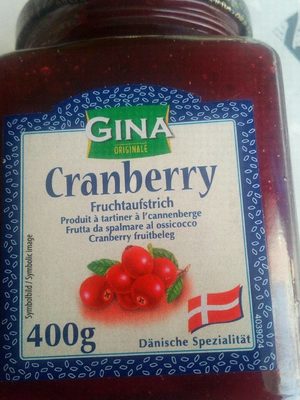 GINA
ORIGINALE
Cranberry
Fruchtaufstrich
Produit à tartiner à l'cannenberge
Frutta da spalmare al ossicocco
Cranberry fruitbeleg
Symbolbild / Symbolic image
400g
Dänische Spezialität
4039024